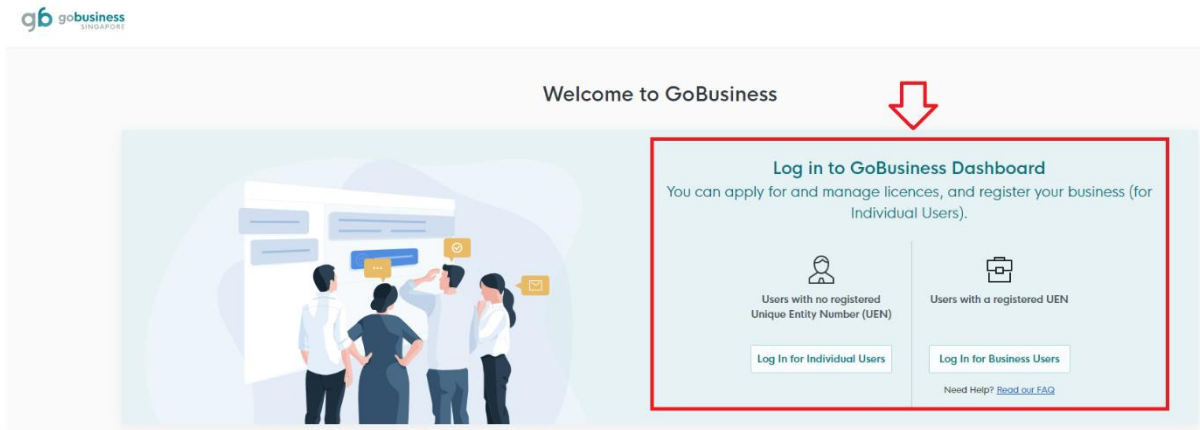 gb gobusiness
SINGAPORE
Welcome to GoBusiness
Log in to GoBusiness Dashboard
You can apply for and manage licences, and register your business (for
Individual Users).
Users with no registered
Unique Entity Number (UEN)
Log In for Individual Users
Users with a registered UEN
Log In for Business Users
Need Help? Read our FAQ